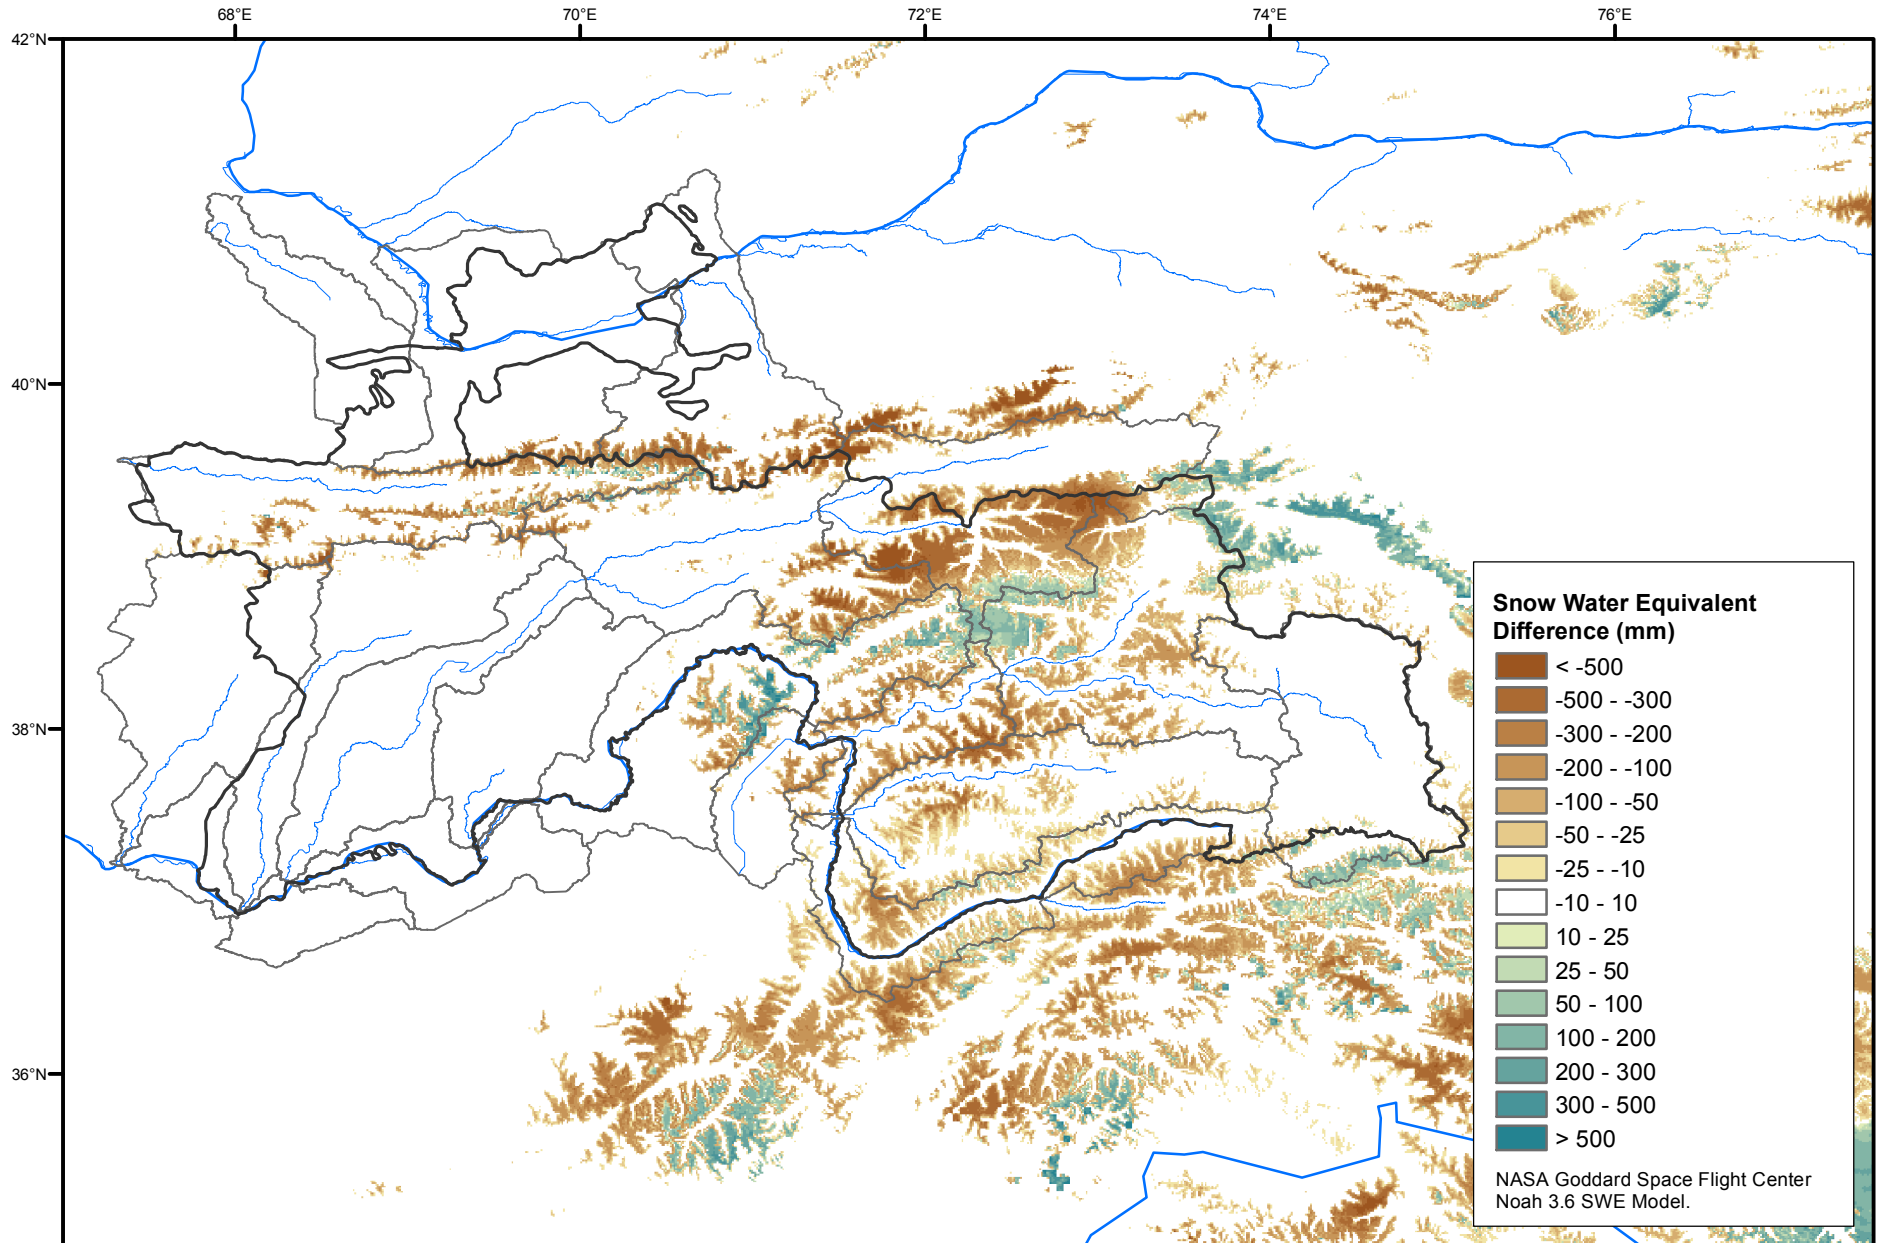 68°E
70°E
72°E
74°E
76°E
42°N
40°N
38°N
36°N
Snow Water Equivalent
Difference (mm)
< -500
-500 - -300
-300 - -200
-200 - -100
-100 - -50
-50 - -25
-25 - -10
-10 - 10
10 - 25
25 - 50
50 - 100
100 - 200
200 - 300
300 - 500
> 500
NASA Goddard Space Flight Center
Noah 3.6 SWE Model.